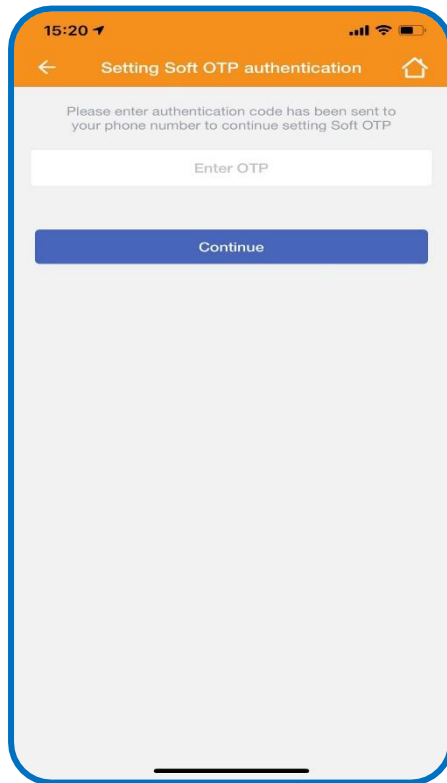 15:20
Setting Soft OTP authentication
Please enter authentication code has been sent to
your phone number to continue setting Soft OTP
Enter OTP
Continue